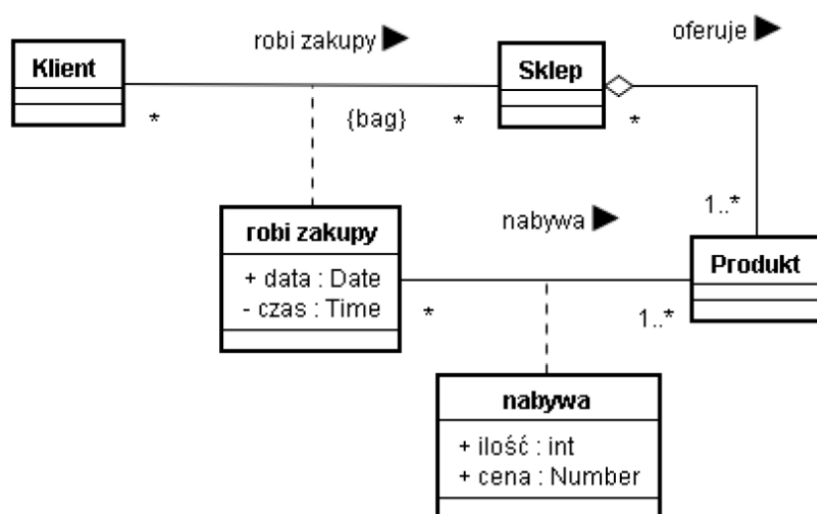 robi zakupy ▶
oferuje ▶
Klient
Sklep
*
{bag}
*
*
1..*
robi zakupy
+ data : Date
- czas : Time
nabywa ▶
Produkt
*
1..*
nabywa
+ ilość : int
+ cena : Number